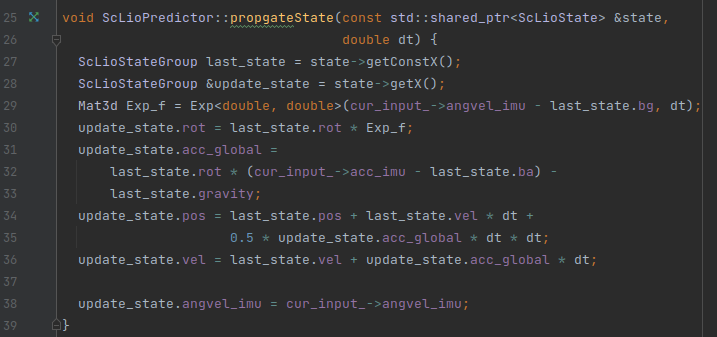 25 void ScLioPredictor::propgateState(const std::shared_ptr<ScLioState> &state,
26 double dt) {
27 ScLioStateGroup last_state = state->getConstX();
28 ScLioStateGroup &update_state = state->getX();
29 Mat3d Exp_f = Exp<double, double>(cur_input_->angvel_imu - last_state.bg, dt);
30 update_state.rot = last_state.rot * Exp_f;
31 update_state.acc_global =
32 last_state.rot * (cur_input_->acc_imu - last_state.ba) -
33 last_state.gravity;
34 update_state.pos = last_state.pos + last_state.vel * dt +
35 0.5 * update_state.acc_global * dt * dt;
36 update_state.vel = last_state.vel + update_state.acc_global * dt;
37
38 update_state.angvel_imu = cur_input_->angvel_imu;
39 }